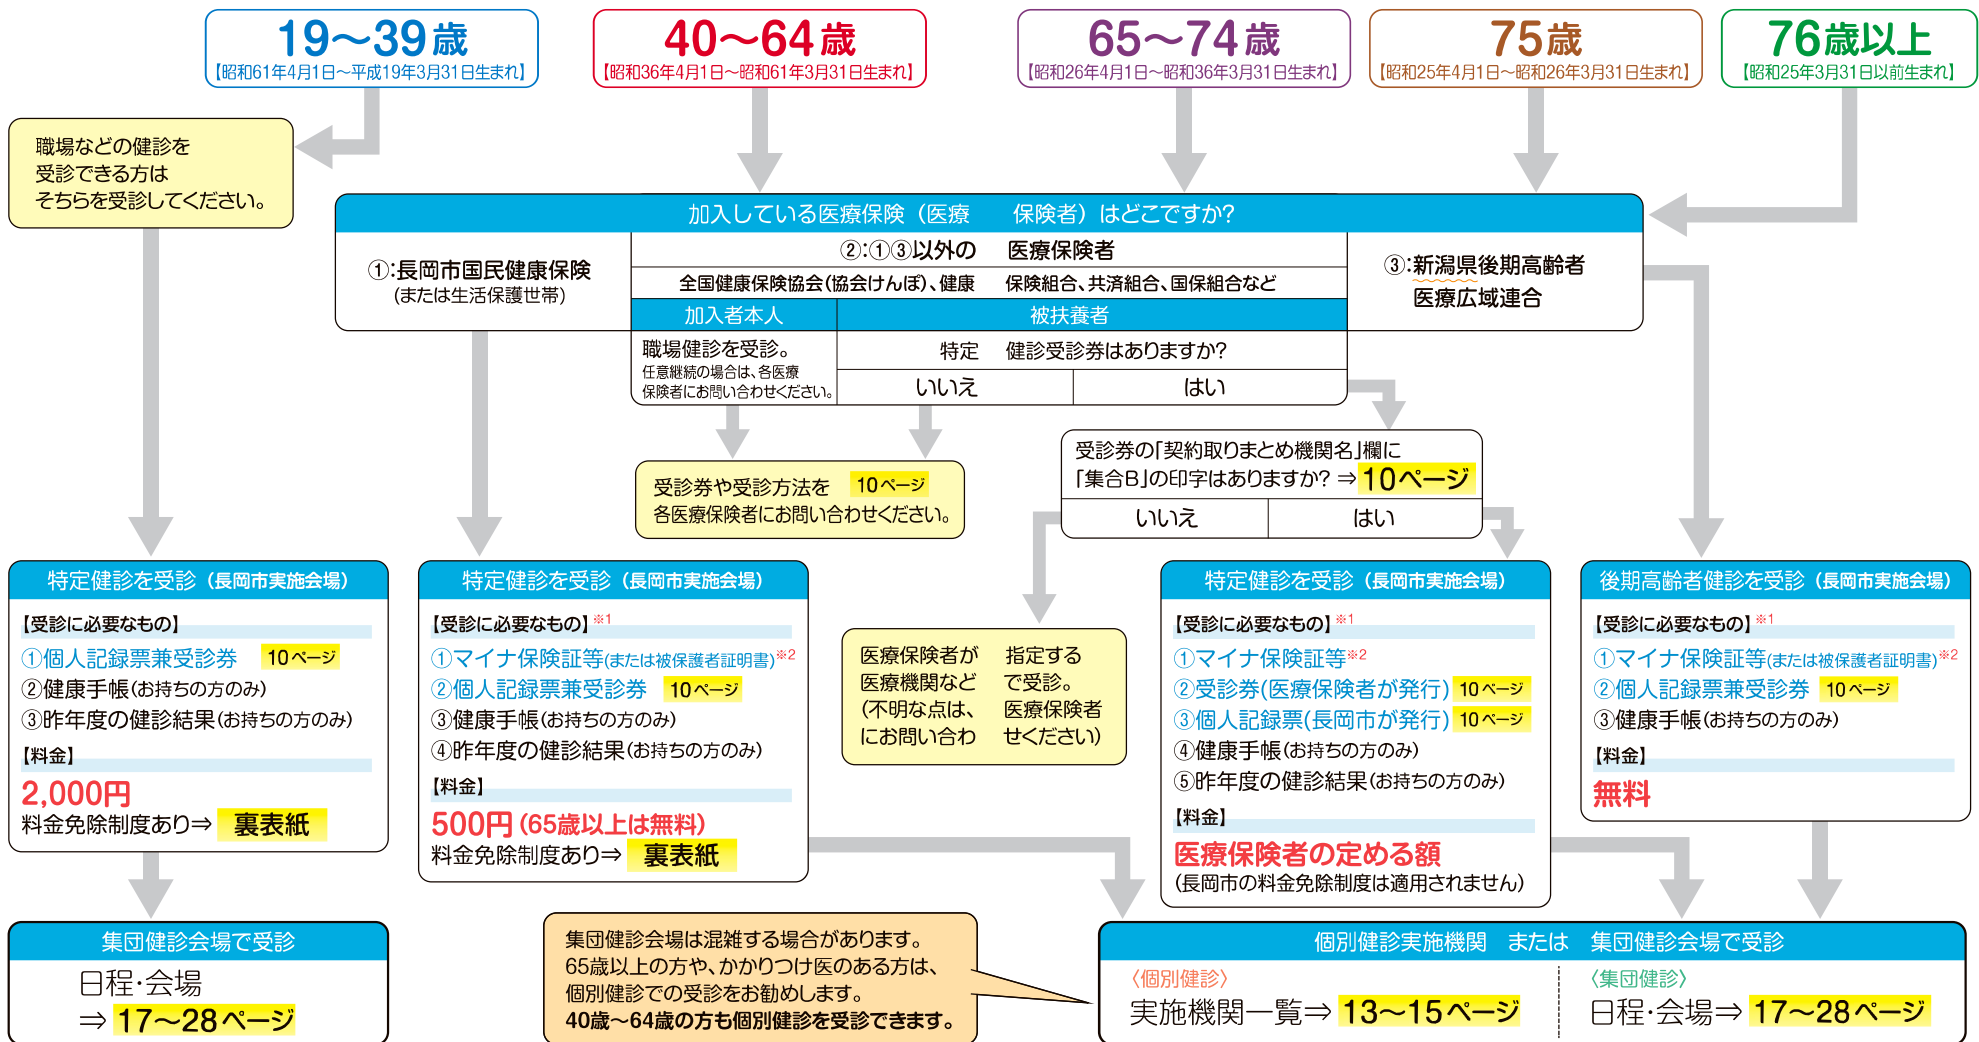 19～39歳
【昭和61年4月1日～平成19年3月31日生まれ】
40～64歳
【昭和36年4月1日～昭和61年3月31日生まれ】
65～74歳
【昭和26年4月1日～昭和36年3月31日生まれ】
75歳
【昭和25年4月1日～昭和26年3月31日生まれ】
76歳以上
【昭和25年3月31日以前生まれ】
職場などの健診を
受診できる方は
そちらを受診してください。
加入している医療保険（医療　　保険者）はどこですか?
①:長岡市国民健康保険
(または生活保護世帯)
②:①③以外の　医療保険者
全国健康保険協会(協会けんぽ)、健康　　保険組合、共済組合、国保組合など
③:新潟県後期高齢者
医療広域連合
加入者本人
職場健診を受診。
任意継続の場合は、各医療
保険者にお問い合わせください。
被扶養者
特定　健診受診券はありますか?
いいえ
はい
受診券や受診方法を　10ページ
各医療保険者にお問い合わせください。
受診券の｢契約取りまとめ機関名｣欄に
｢集合B｣の印字はありますか? ⇒10ページ
いいえ
はい
医療保険者が　指定する
医療機関など　で受診。
(不明な点は、　医療保険者
にお問い合わ　せください)
特定健診を受診（長岡市実施会場）
【受診に必要なもの】
①個人記録票兼受診券　10ページ
②健康手帳(お持ちの方のみ)
③昨年度の健診結果(お持ちの方のみ)
【料金】
2,000円
料金免除制度あり⇒ 裏表紙
特定健診を受診（長岡市実施会場）
【受診に必要なもの】※1
①マイナ保険証等(または被保護者証明書)※2
②個人記録票兼受診券　10ページ
③健康手帳(お持ちの方のみ)
④昨年度の健診結果(お持ちの方のみ)
【料金】
500円(65歳以上は無料)
料金免除制度あり⇒ 裏表紙
特定健診を受診（長岡市実施会場）
【受診に必要なもの】※1
①マイナ保険証等※2
②受診券(医療保険者が発行) 10ページ
③個人記録票(長岡市が発行) 10ページ
④健康手帳(お持ちの方のみ)
⑤昨年度の健診結果(お持ちの方のみ)
【料金】
医療保険者の定める額
(長岡市の料金免除制度は適用されません)
後期高齢者健診を受診（長岡市実施会場）
【受診に必要なもの】※1
①マイナ保険証等(または被保護者証明書)※2
②個人記録票兼受診券　10ページ
③健康手帳(お持ちの方のみ)
【料金】
無料
集団健診会場で受診
日程･会場
⇒ 17～28ページ
集団健診会場は混雑する場合があります。
65歳以上の方や、かかりつけ医のある方は、
個別健診での受診をお勧めします。
40歳～64歳の方も個別健診を受診できます。
個別健診実施機関　または　集団健診会場で受診
〈個別健診〉
実施機関一覧⇒ 13～15ページ
〈集団健診〉
日程･会場⇒ 17～28ページ